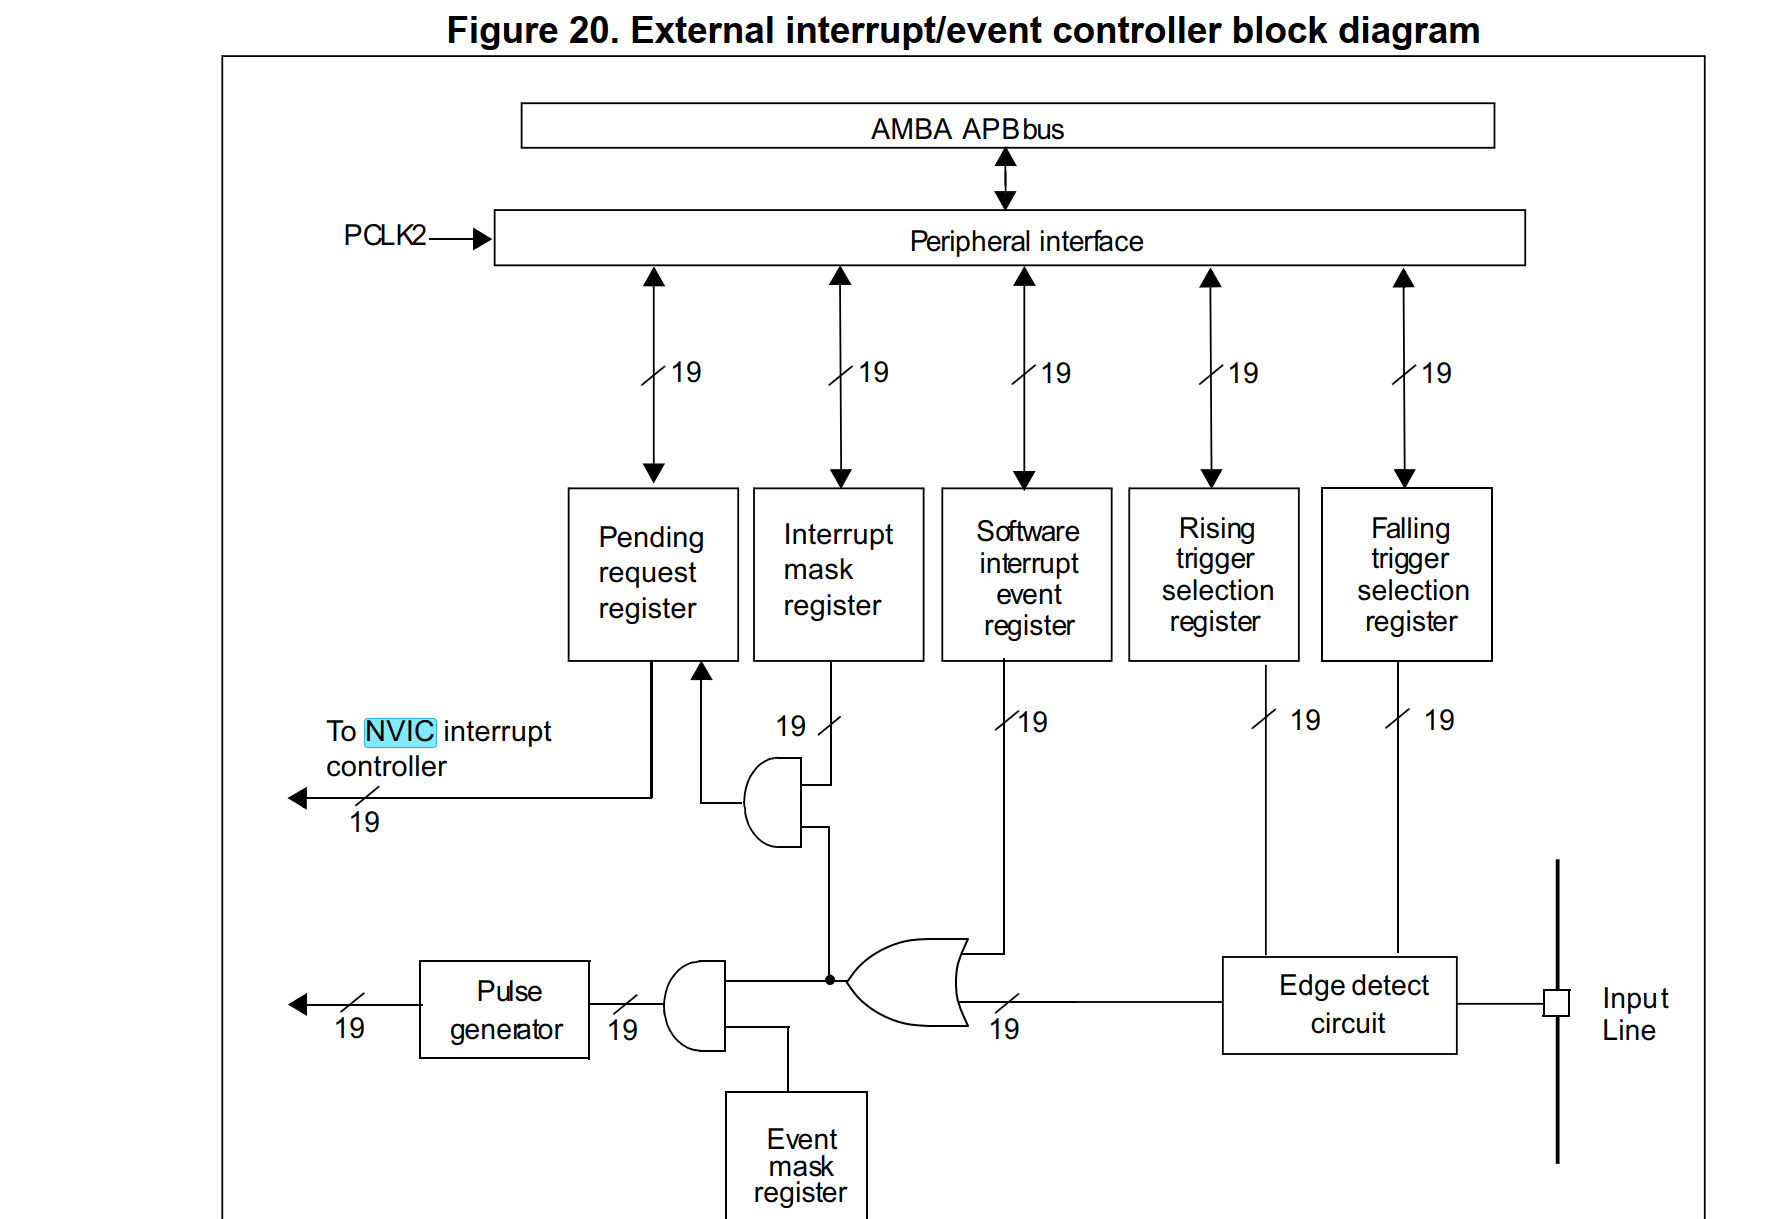 Figure 20. External interrupt/event controller block diagram
AMBA APB bus
PCLK2
Peripheral interface
19
19
19
19
19
Pending
request
register
Interrupt
mask
register
Software
interrupt
event
register
Rising
trigger
selection
register
Falling
trigger
selection
register
19
19
19
19
To NVIC interrupt
controller
19
Pulse
generator
19
19
19
Edge detect
circuit
Input
Line
Event
mask
register